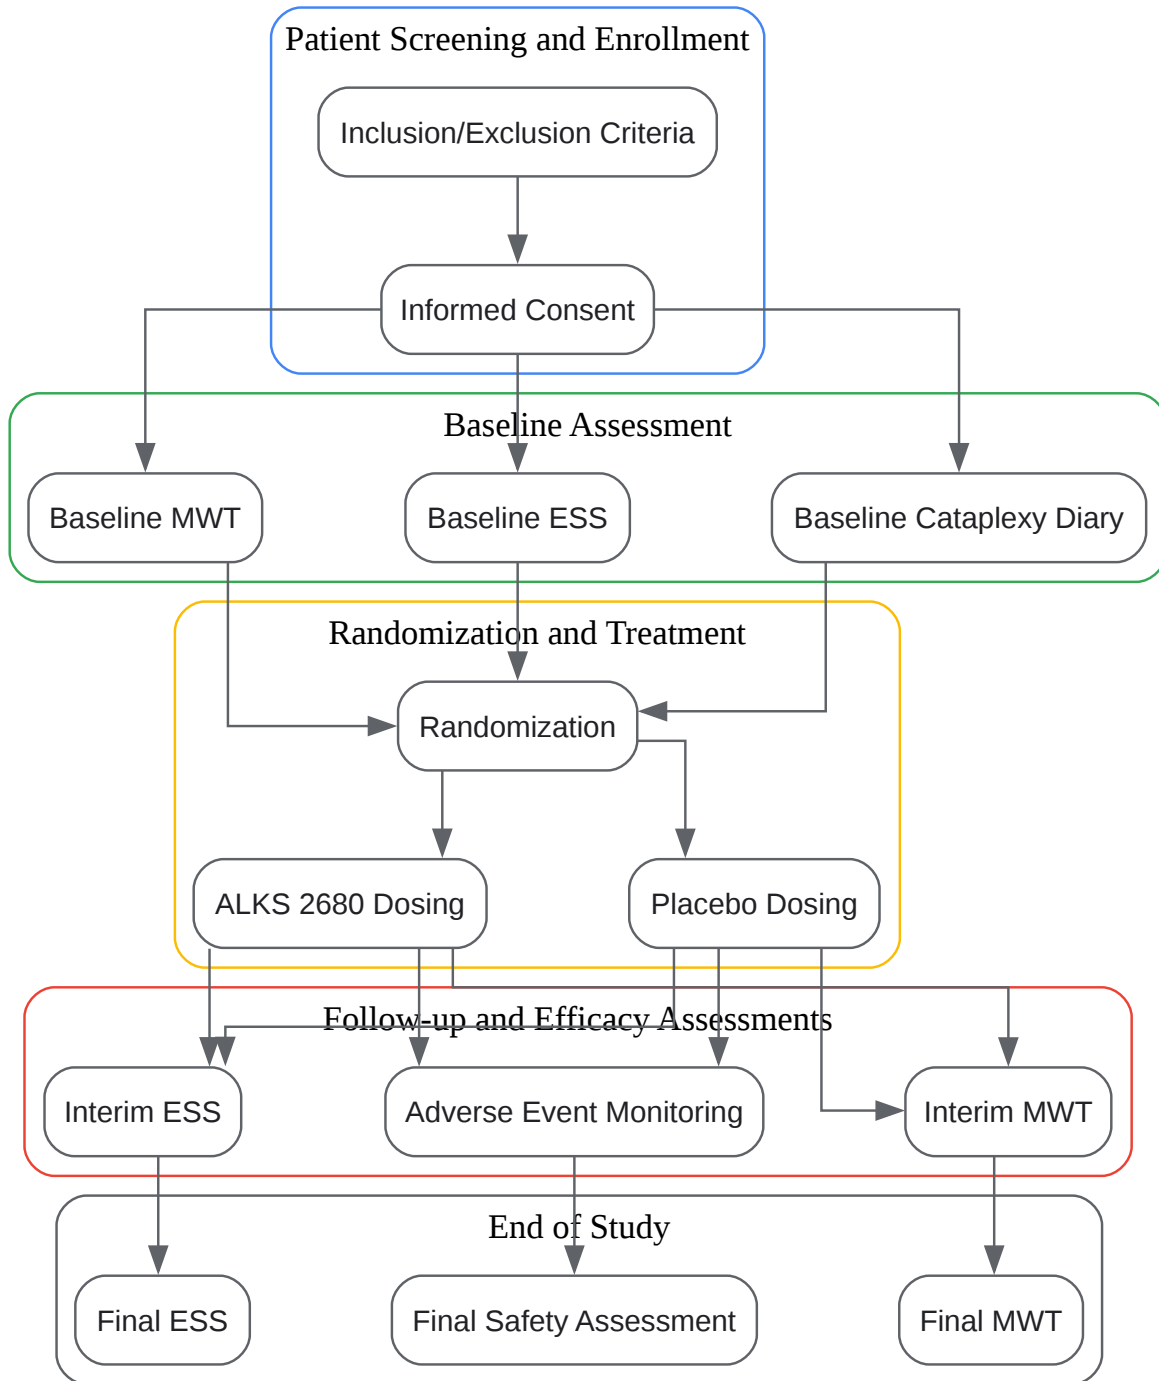 Patient Screening and Enrollment
Inclusion/Exclusion Criteria
Informed Consent
Baseline Assessment
Baseline MWT
Baseline ESS
Baseline Cataplexy Diary
Randomization and Treatment
Randomization
ALKS 2680 Dosing
Placebo Dosing
Follow-up and Efficacy Assessments
Interim ESS
Adverse Event Monitoring
Interim MWT
End of Study
Final ESS
Final Safety Assessment
Final MWT